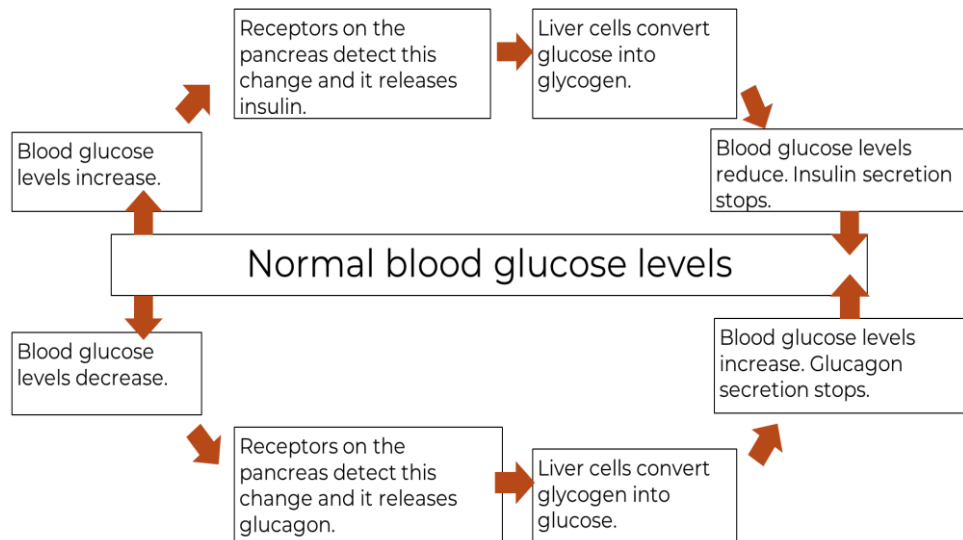 Receptors on the
pancreas detect this
change and it releases
insulin.
Liver cells convert
glucose into
glycogen.
Blood glucose
levels increase.
Blood glucose levels
reduce. Insulin secretion
stops.
Normal blood glucose levels
Blood glucose
levels decrease.
Blood glucose levels
increase. Glucagon
secretion stops.
Receptors on the
pancreas detect this
change and it releases
glucagon.
Liver cells convert
glycogen into
glucose.